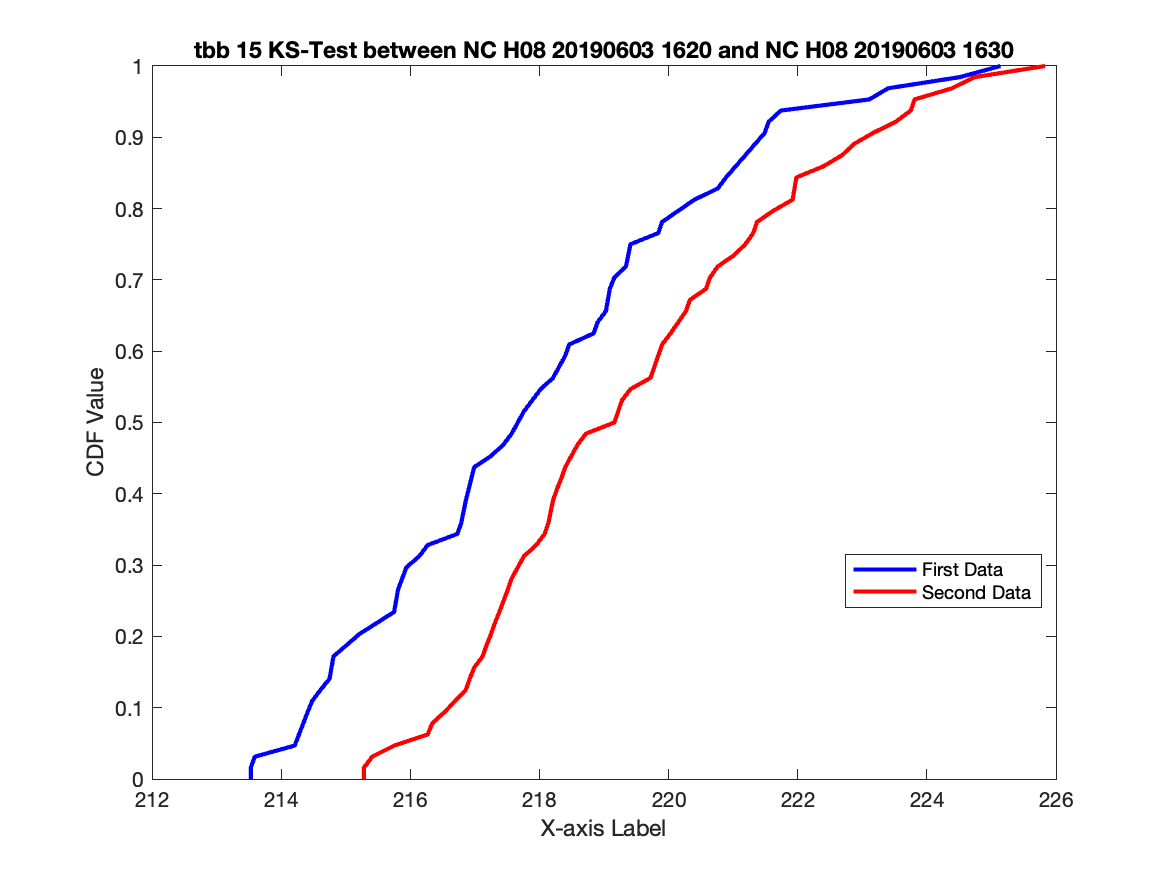 tbb 15 KS-Test between NC H08 20190603 1620 and NC H08 20190603 1630
1
0.9
0.8
0.7
0.6
0.5
0.4
0.3
0.2
0.1
0
CDF Value
First Data
Second Data
212 214 216 218 220 222 224 226
X-axis Label